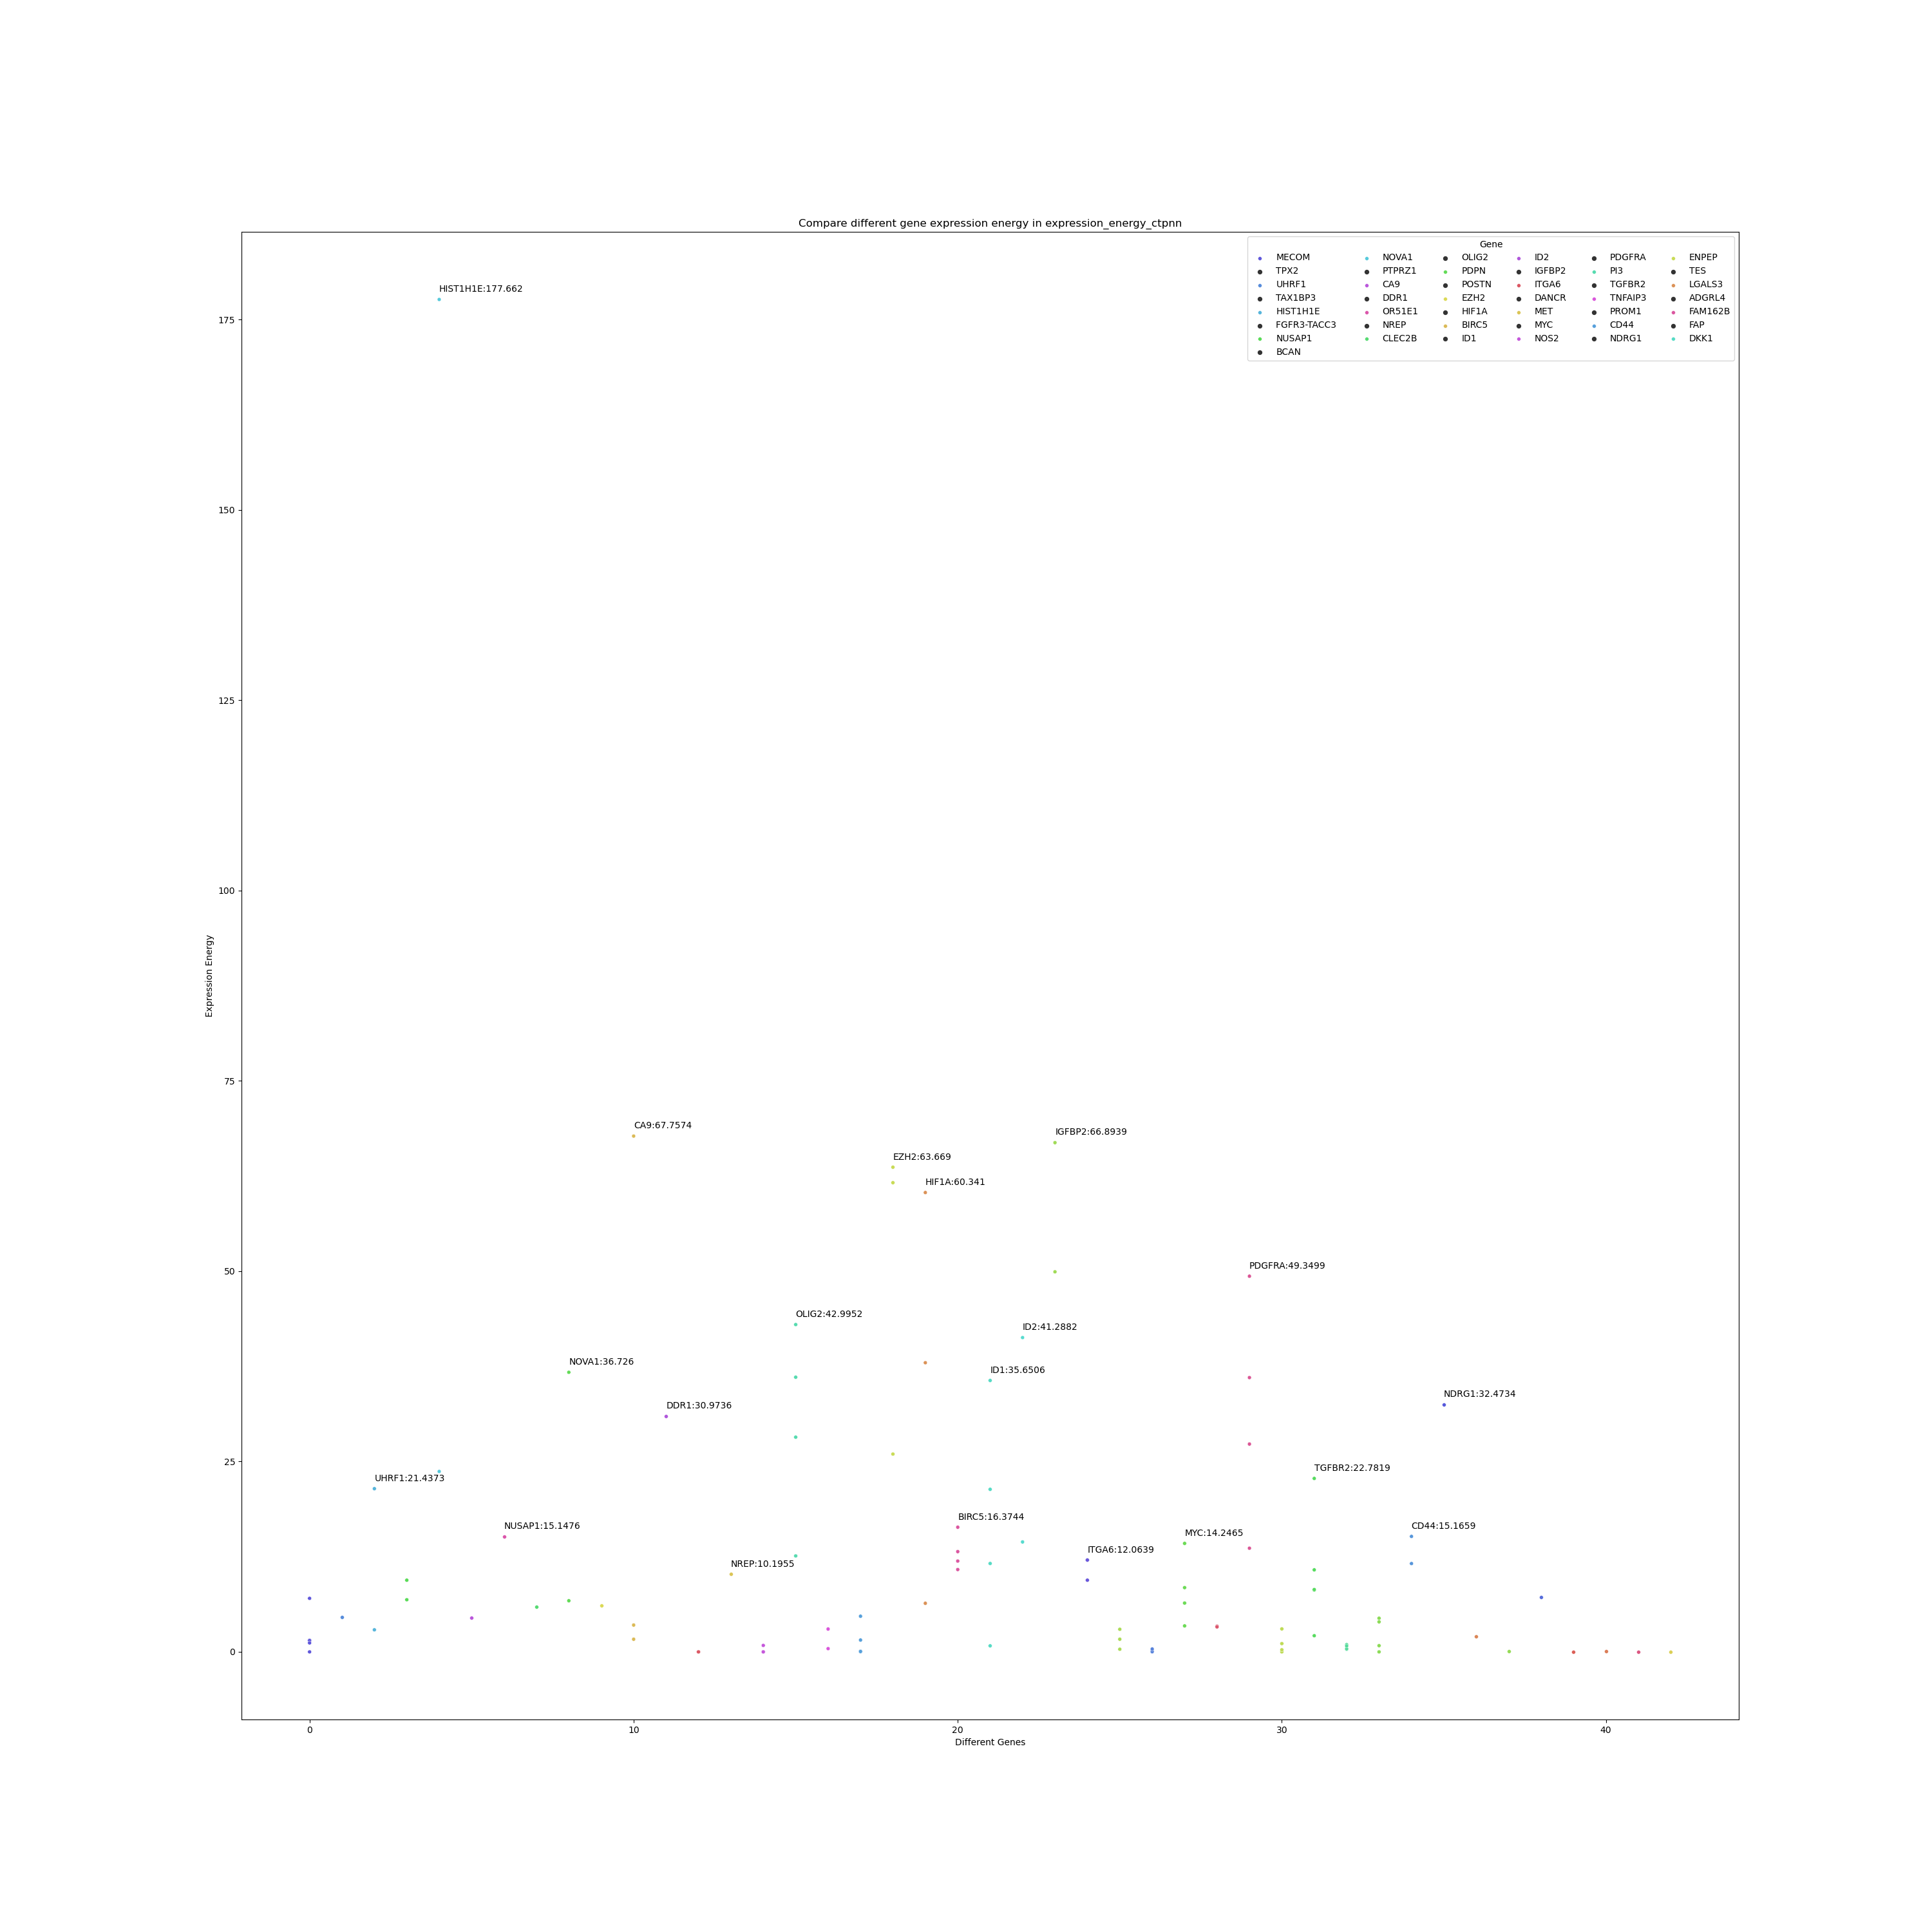 Compare different gene expression energy in expression_energy_ctpnn
Gene
MECOM NOVA1 OLIG2 ID2 PDGFRA ENPEP
TPX2 PTPRZ1 PDPN IGFBP2 PI3 TES
UHRF1 CA9 POSTN ITGA6 TGFBR2 LGALS3
TAX1BP3 DDR1 EZH2 DANCR TNFAIP3 ADGRL4
HIST1H1E OR51E1 HIF1A MET PROM1 FAM162B
FGFR3-TACC3 NREP BIRC5 MYC CD44 FAP
NUSAP1 CLEC2B ID1 NOS2 NDRG1 DKK1
BCAN
HIST1H1E:177.662
175
150
125
100
Expression Energy
75
CA9:67.7574
IGFBP2:66.8939
EZH2:63.669
HIF1A:60.341
50
PDGFRA:49.3499
OLIG2:42.9952
ID2:41.2882
NOVA1:36.726
ID1:35.6506
NDRG1:32.4734
DDR1:30.9736
25
TGFBR2:22.7819
UHRF1:21.4373
BIRC5:16.3744
NUSAP1:15.1476
CD44:15.1659
MYC:14.2465
ITGA6:12.0639
NREP:10.1955
0
0 10 20 30 40
Different Genes